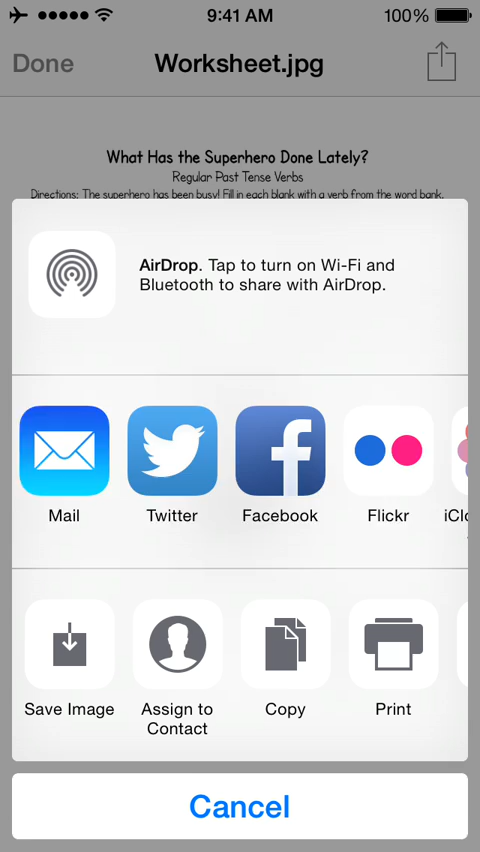 9:41 AM
100%
Done
Worksheet.jpg
What Has the Superhero Done Lately?
Regular Past Tense Verbs
Directions: The superhero has been busy! Fill in each blank with a verb from the word bank.
AirDrop. Tap to turn on Wi-Fi and
Bluetooth to share with AirDrop.
Mail
Twitter
Facebook
Flickr
Save Image
Assign to
Contact
Copy
Print
Cancel